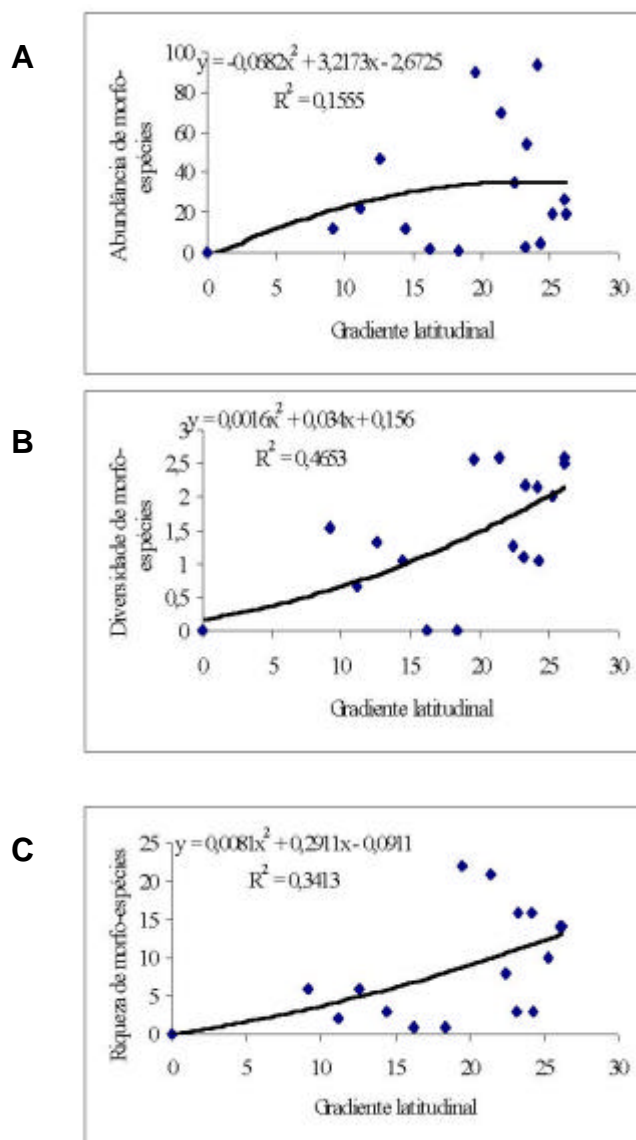 A
y = -0,0682x² + 3,2173x - 2,6725
R² = 0,1555
Abundância de morfo-
espécies
100
80
60
40
20
0
0 5 10 15 20 25 30
Gradiente latitudinal
B
y = 0,0016x² + 0,034x + 0,156
R² = 0,4653
Diversidade de morfo-
espécies
3
2,5
2
1,5
1
0,5
0
0 5 10 15 20 25 30
Gradiente latitudinal
C
y = 0,0081x² + 0,2911x - 0,0911
R² = 0,3413
Riqueza de morfo-espécies
25
20
15
10
5
0
0 5 10 15 20 25 30
Gradiente latitudinal